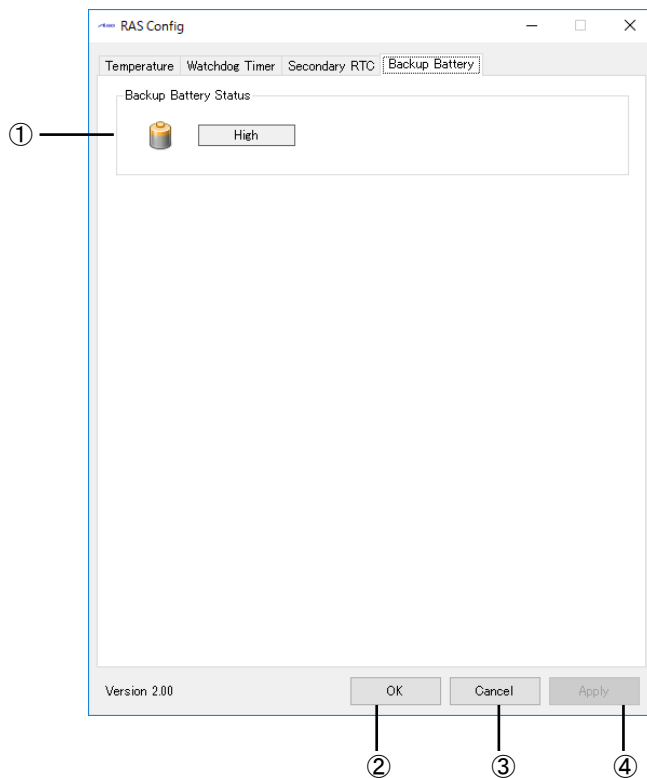 RAS Config
Temperature Watchdog Timer Secondary RTC Backup Battery
Backup Battery Status
① High
Version 2.00 OK Cancel Apply
② ③ ④